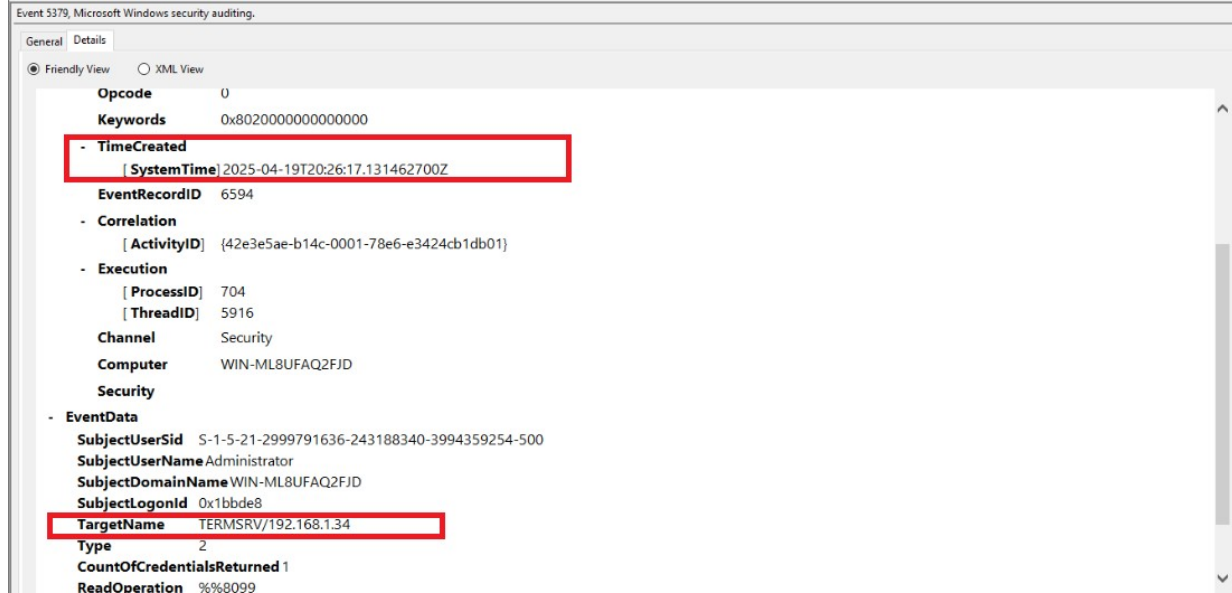 Event 5379, Microsoft Windows security auditing.
General Details
Friendly View XML View
Opcode 0
Keywords 0x8020000000000000
- TimeCreated
[ SystemTime] 2025-04-19T20:26:17.131462700Z
EventRecordID 6594
- Correlation
[ ActivityID] {42e3e5ae-b14c-0001-78e6-e3424cb1db01}
- Execution
[ ProcessID] 704
[ ThreadID] 5916
Channel Security
Computer WIN-ML8UFAQ2FJD
Security
- EventData
SubjectUserSid S-1-5-21-2999791636-243188340-3994359254-500
SubjectUserName Administrator
SubjectDomainName WIN-ML8UFAQ2FJD
SubjectLogonId 0x1bbde8
TargetName TERMSRV/192.168.1.34
Type 2
CountOfCredentialsReturned 1
ReadOperation %%8099